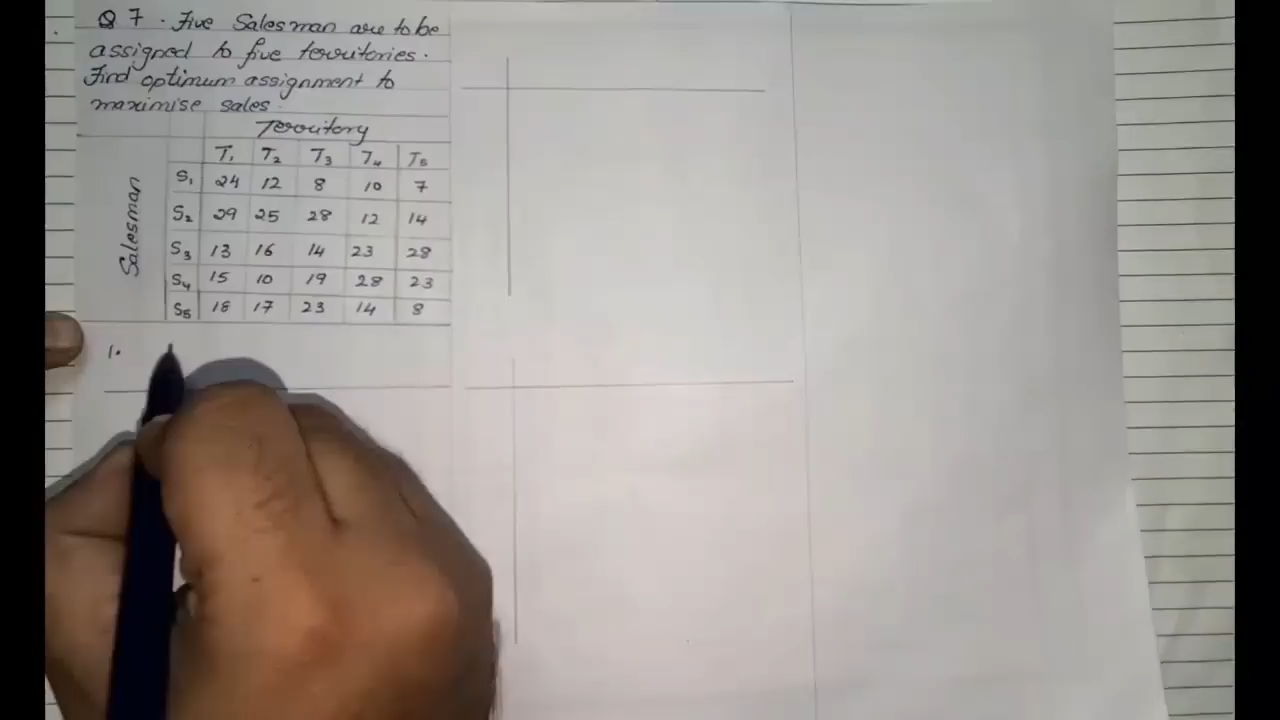 Q 7. Five Salesman are to be
assigned to five territories.
Find optimum assignment to
maximise sales.
Territory
T1 T2 T3 T4 T5
Salesman
S1 24 12 8 10 7
S2 29 25 28 12 14
S3 13 16 14 23 28
S4 15 10 19 28 23
S5 18 17 23 14 8
1.